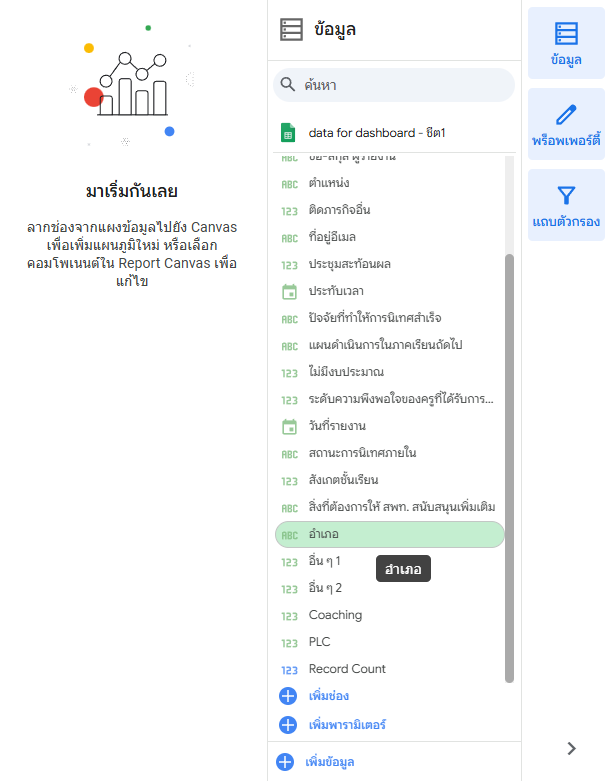 มาเริ่มกันเลย
ลากช่องจากแผงข้อมูลไปยัง Canvas
เพื่อเพิ่มแผนภูมิใหม่ หรือเลือก
คอมโพเนนต์ใน Report Canvas เพื่อ
แก้ไข
ข้อมูล
ค้นหา
data for dashboard - ชีต1
ABC ชื่อ-สกุล ผู้รายงาน
ABC ตำแหน่ง
123 ติดภารกิจอื่น
ABC ที่อยู่อีเมล
123 ประชุมสะท้อนผล
ประทับเวลา
ABC ปัจจัยที่ทำให้การนิเทศสำเร็จ
ABC แผนดำเนินการในภาคเรียนถัดไป
123 ไม่มีงบประมาณ
123 ระดับความพึงพอใจของครูที่ได้รับการ...
วันที่รายงาน
ABC สถานะการนิเทศภายใน
123 สังเกตชั้นเรียน
ABC สิ่งที่ต้องการให้ สพท. สนับสนุนเพิ่มเติม
ABC อำเภอ
123 อื่น ๆ 1
อำเภอ
123 อื่น ๆ 2
123 Coaching
123 PLC
123 Record Count
เพิ่มช่อง
เพิ่มพารามิเตอร์
เพิ่มข้อมูล
ข้อมูล
พร็อพเพอร์ตี้
แถบตัวกรอง